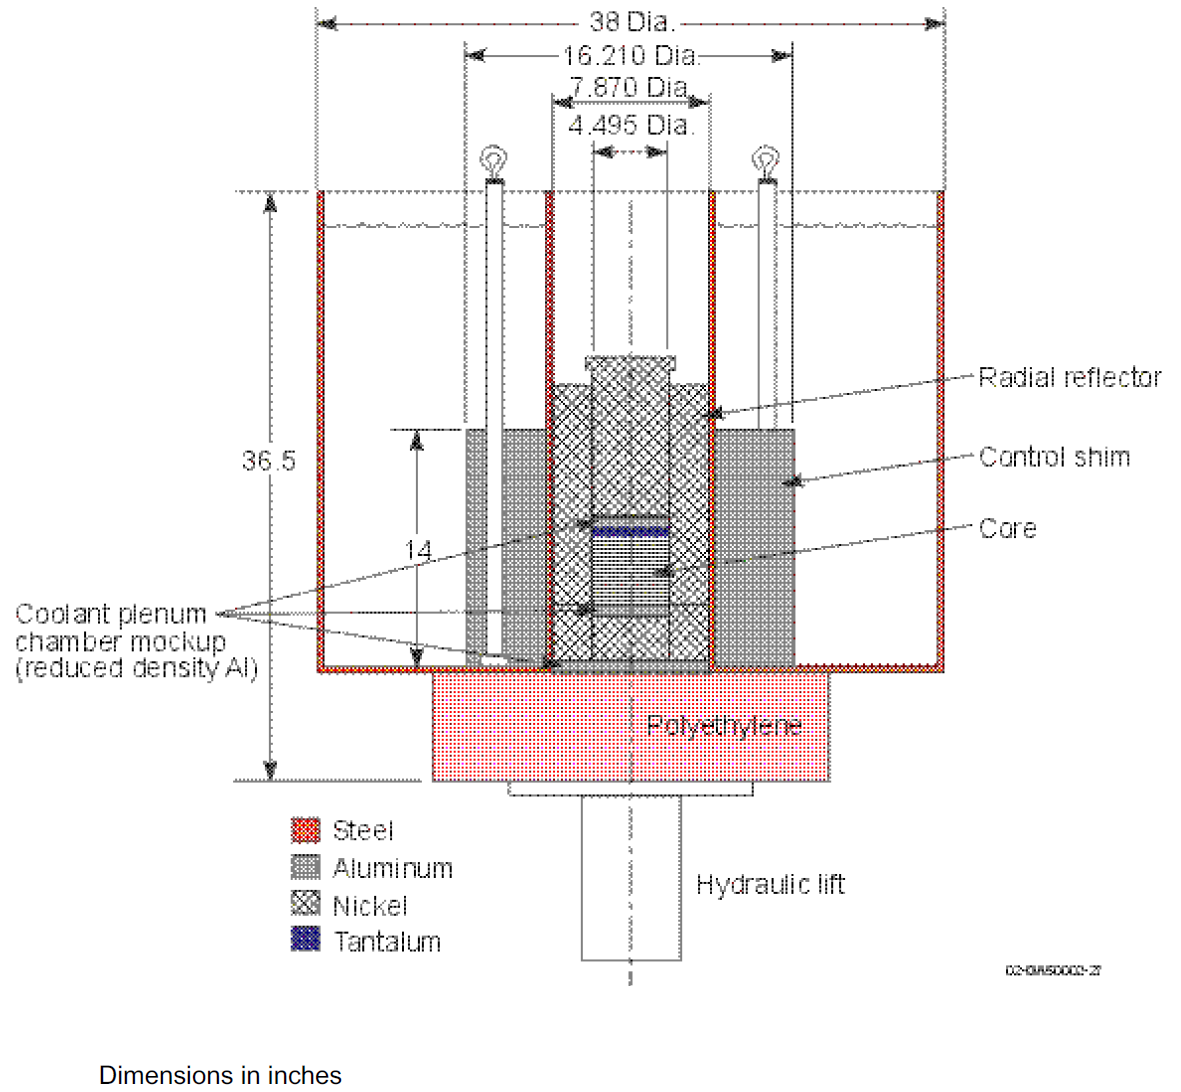 38 Dia.
16.210 Dia.
7.870 Dia.
4.495 Dia.
Radial reflector
Control shim
36.5
Core
14
Coolant plenum
chamber mockup
(reduced density Al)
Polyethylene
Steel
Aluminum
Nickel
Tantalum
Hydraulic lift
Dimensions in inches